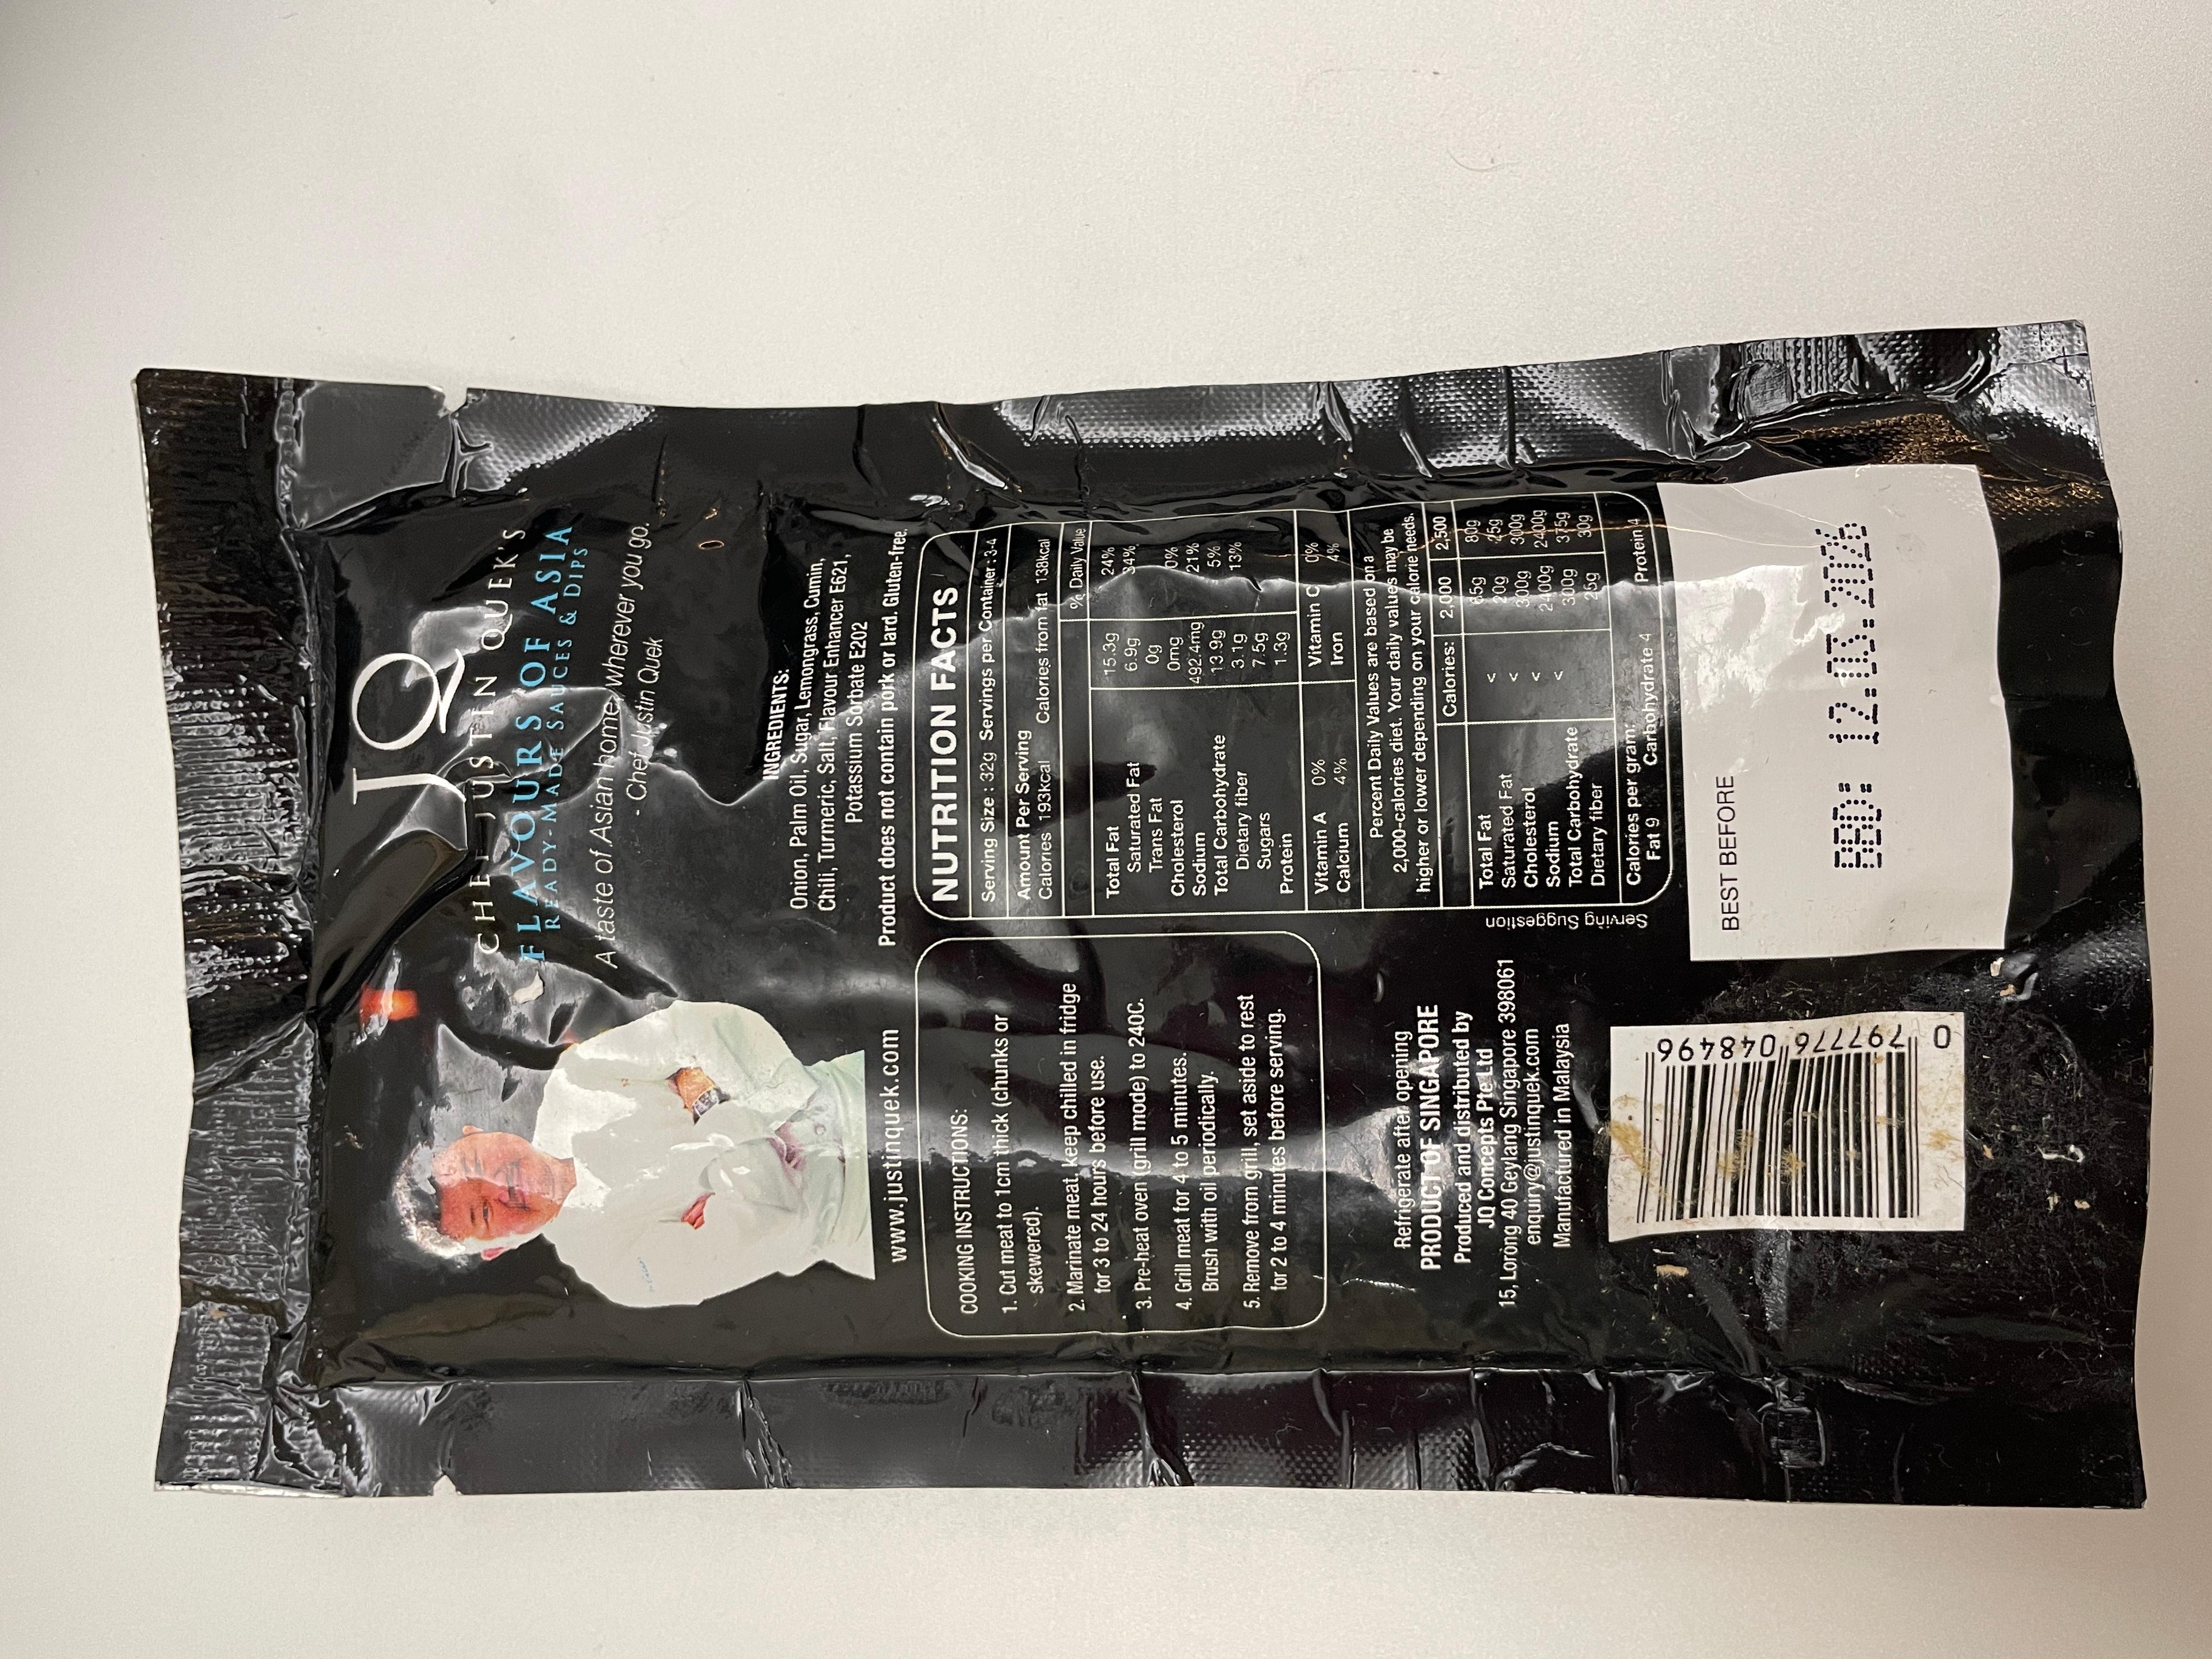 JQ
CHEF JUSTIN QUEK'S
FLAVOURS OF ASIA
READY-MADE SAUCES & DIPS
A taste of Asian home, wherever you go.
- Chef Justin Quek
www.justinquek.com
INGREDIENTS:
Onion, Palm Oil, Sugar, Lemongrass, Cumin,
Chili, Turmeric, Salt, Flavour Enhancer E621,
Potassium Sorbate E202
Product does not contain pork or lard. Gluten-free.
COOKING INSTRUCTIONS:
1. Cut meat to 1cm thick (chunks or
skewered).
2. Marinate meat, keep chilled in fridge
for 3 to 24 hours before use.
3. Pre-heat oven (grill mode) to 240C.
4. Grill meat for 4 to 5 minutes.
Brush with oil periodically.
5. Remove from grill, set aside to rest
for 2 to 4 minutes before serving.
NUTRITION FACTS
Serving Size : 32g Servings per Container : 3-4
Amount Per Serving
Calories 193kcal Calories from fat 138kcal
% Daily Value
Total Fat 15.3g 24%
Saturated Fat 6.9g 34%
Trans Fat 0g
Cholesterol 0mg 0%
Sodium 492.4mg 21%
Total Carbohydrate 13.9g 5%
Dietary fiber 3.1g 13%
Sugars 7.5g
Protein 1.3g
Vitamin A 0% Vitamin C 0%
Calcium 4% Iron 4%
Percent Daily Values are based on a
2,000-calories diet. Your daily values may be
higher or lower depending on your calorie needs.
Calories: 2,000 2,500
Total Fat 65g 80g
Saturated Fat < 20g 25g
Cholesterol < 300g 300g
Sodium < 2400g 2400g
Total Carbohydrate < 300g 375g
Dietary fiber 25g 30g
Calories per gram:
Fat 9 Carbohydrate 4 Protein 4
Serving Suggestion
Refrigerate after opening
PRODUCT OF SINGAPORE
Produced and distributed by
JQ Concepts Pte Ltd
15, Lorong 40 Geylang Singapore 398061
enquiry@justinquek.com
Manufactured in Malaysia
0 797776 048496
BEST BEFORE
BBD: 12.03.2026